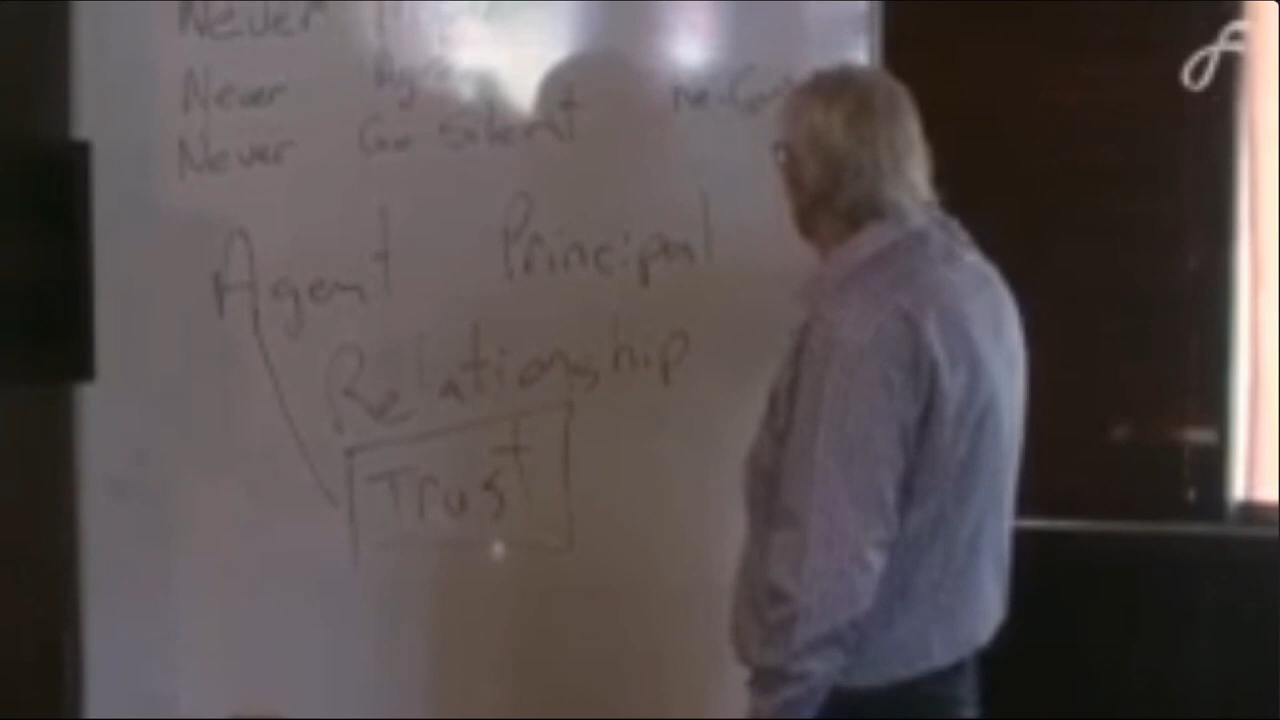 Never
Never
Never Go Silent
Agent Principal
Relationship
Trust